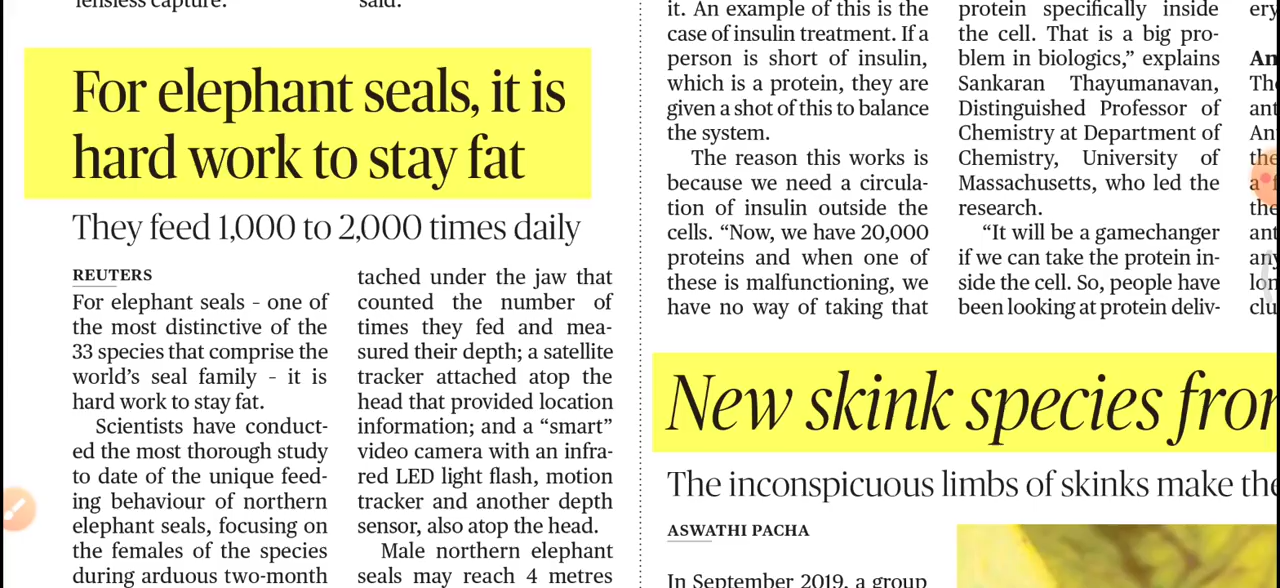 lensless capture.
said.
For elephant seals, it is
hard work to stay fat
They feed 1,000 to 2,000 times daily
REUTERS
For elephant seals - one of
the most distinctive of the
33 species that comprise the
world's seal family - it is
hard work to stay fat.
Scientists have conduct-
ed the most thorough study
to date of the unique feed-
ing behaviour of northern
elephant seals, focusing on
the females of the species
during arduous two-month
tached under the jaw that
counted the number of
times they fed and mea-
sured their depth; a satellite
tracker attached atop the
head that provided location
information; and a “smart”
video camera with an infra-
red LED light flash, motion
tracker and another depth
sensor, also atop the head.
Male northern elephant
seals may reach 4 metres
it. An example of this is the
case of insulin treatment. If a
person is short of insulin,
which is a protein, they are
given a shot of this to balance
the system.
The reason this works is
because we need a circula-
tion of insulin outside the
cells. “Now, we have 20,000
proteins and when one of
these is malfunctioning, we
have no way of taking that
protein specifically inside
the cell. That is a big pro-
blem in biologics,” explains
Sankaran Thayumanavan,
Distinguished Professor of
Chemistry at Department of
Chemistry, University of
Massachusetts, who led the
research.
“It will be a gamechanger
if we can take the protein in-
side the cell. So, people have
been looking at protein deliv-
ery
An
Th
ant
An
the
a
the
ant
any
lon
clu
New skink species from
The inconspicuous limbs of skinks make the
ASWATHI PACHA
In September 2019, a group